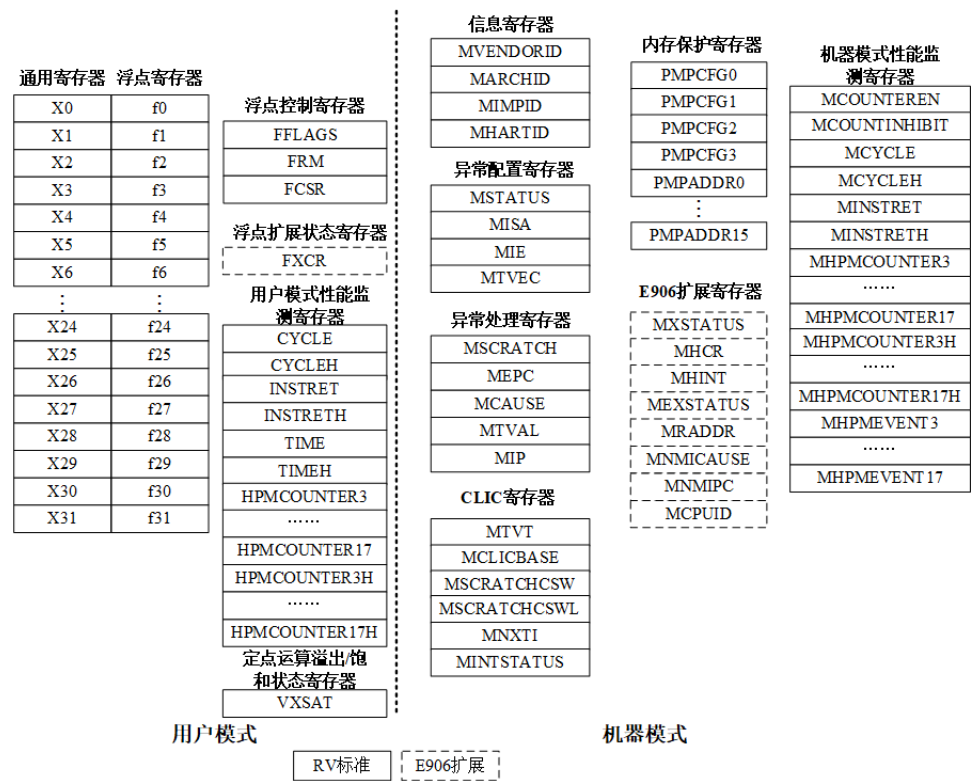 通用寄存器
X0
X1
X2
X3
X4
X5
X6
⋮
X24
X25
X26
X27
X28
X29
X30
X31
浮点寄存器
f0
f1
f2
f3
f4
f5
f6
⋮
f24
f25
f26
f27
f28
f29
f30
f31
浮点控制寄存器
FFLAGS
FRM
FCSR
浮点扩展状态寄存器
FXCR
用户模式性能监
测寄存器
CYCLE
CYCLEH
INSTRET
INSTRETH
TIME
TIMEH
HPMCOUNTER3
……
HPMCOUNTER17
HPMCOUNTER3H
……
HPMCOUNTER17H
定点运算溢出/饱
和状态寄存器
VXSAT
用户模式
信息寄存器
MVENDORID
MARCHID
MIMPID
MHARTID
异常配置寄存器
MSTATUS
MISA
MIE
MTVEC
异常处理寄存器
MSCRATCH
MEPC
MCAUSE
MTVAL
MIP
CLIC寄存器
MTVT
MCLICBASE
MSCRATCHCSW
MSCRATCHCSWL
MNXTI
MINTSTATUS
内存保护寄存器
PMPCFG0
PMPCFG1
PMPCFG2
PMPCFG3
PMPADDR0
⋮
PMPADDR15
E906扩展寄存器
MXSTATUS
MHCR
MHINT
MEXSTATUS
MRADDR
MNMICAUSE
MNMIPC
MCPUID
机器模式性能监
测寄存器
MCOUNTEREN
MCOUNTINHIBIT
MCYCLE
MCYCLEH
MINSTRET
MINSTRETH
MHPMCOUNTER3
……
MHPMCOUNTER17
MHPMCOUNTER3H
……
MHPMCOUNTER17H
MHPMEVENT3
……
MHPMEVENT17
机器模式
RV标准
E906扩展